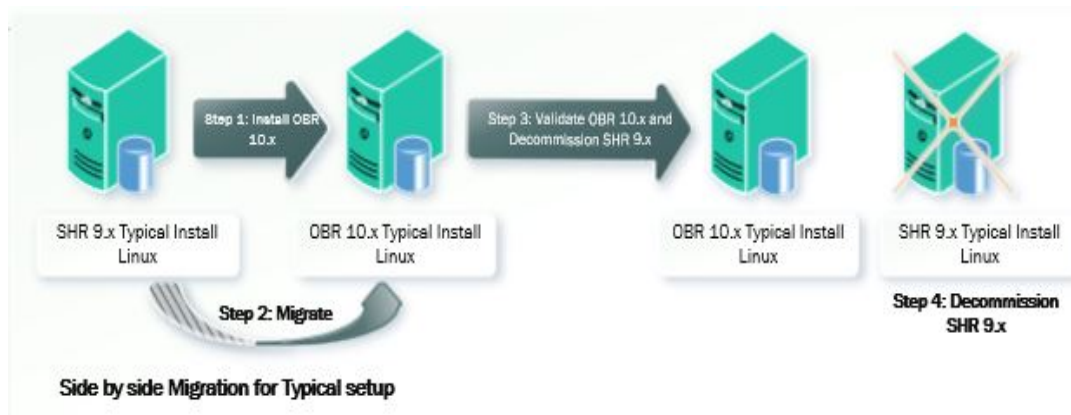 Step 1: Install OBR
10.x
Step 3: Validate OBR 10.x and
Decommission SHR 9.x
SHR 9.x Typical Install
Linux
OBR 10.x Typical Install
Linux
OBR 10.x Typical Install
Linux
SHR 9.x Typical Install
Linux
Step 2: Migrate
Step 4: Decommission
SHR 9.x
Side by side Migration for Typical setup